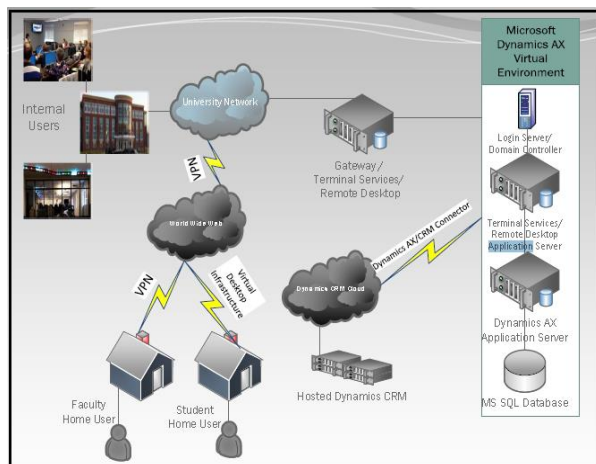 Microsoft
Dynamics AX
Virtual
Environment
Internal
Users
University Network
Gateway/
Terminal Services/
Remote Desktop
Login Server/
Domain Controller
VPN
World Wide Web
Terminal Services/
Remote Desktop
Application Server
Dynamics AX/CRM Connector
VPN
Virtual
Desktop
Infrastructure
Dynamics CRM Cloud
Dynamics AX
Application Server
Hosted Dynamics CRM
MS SQL Database
Faculty
Home User
Student
Home User